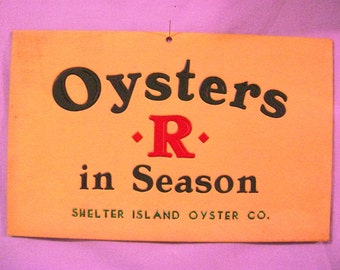 Oysters
·R·
in Season
SHELTER ISLAND OYSTER CO.